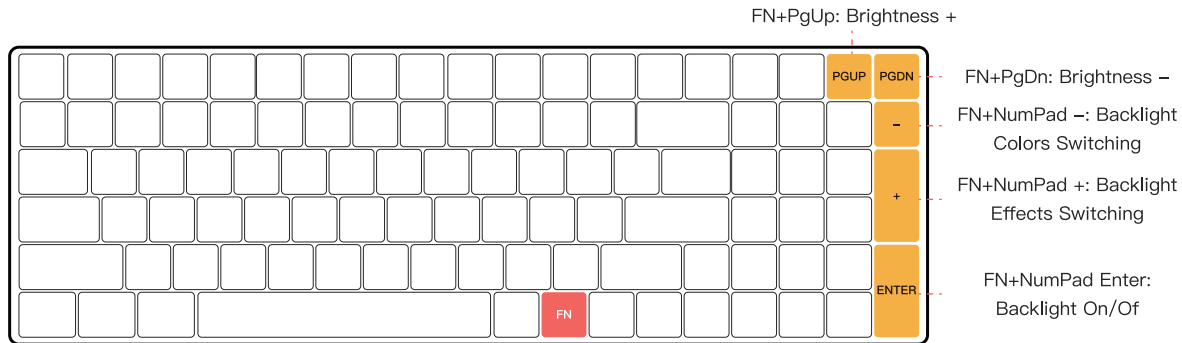 FN+PgUp: Brightness +
PGUP
PGDN
FN+PgDn: Brightness −
−
FN+NumPad −: Backlight
Colors Switching
+
FN+NumPad +: Backlight
Effects Switching
ENTER
FN+NumPad Enter:
Backlight On/Of
FN